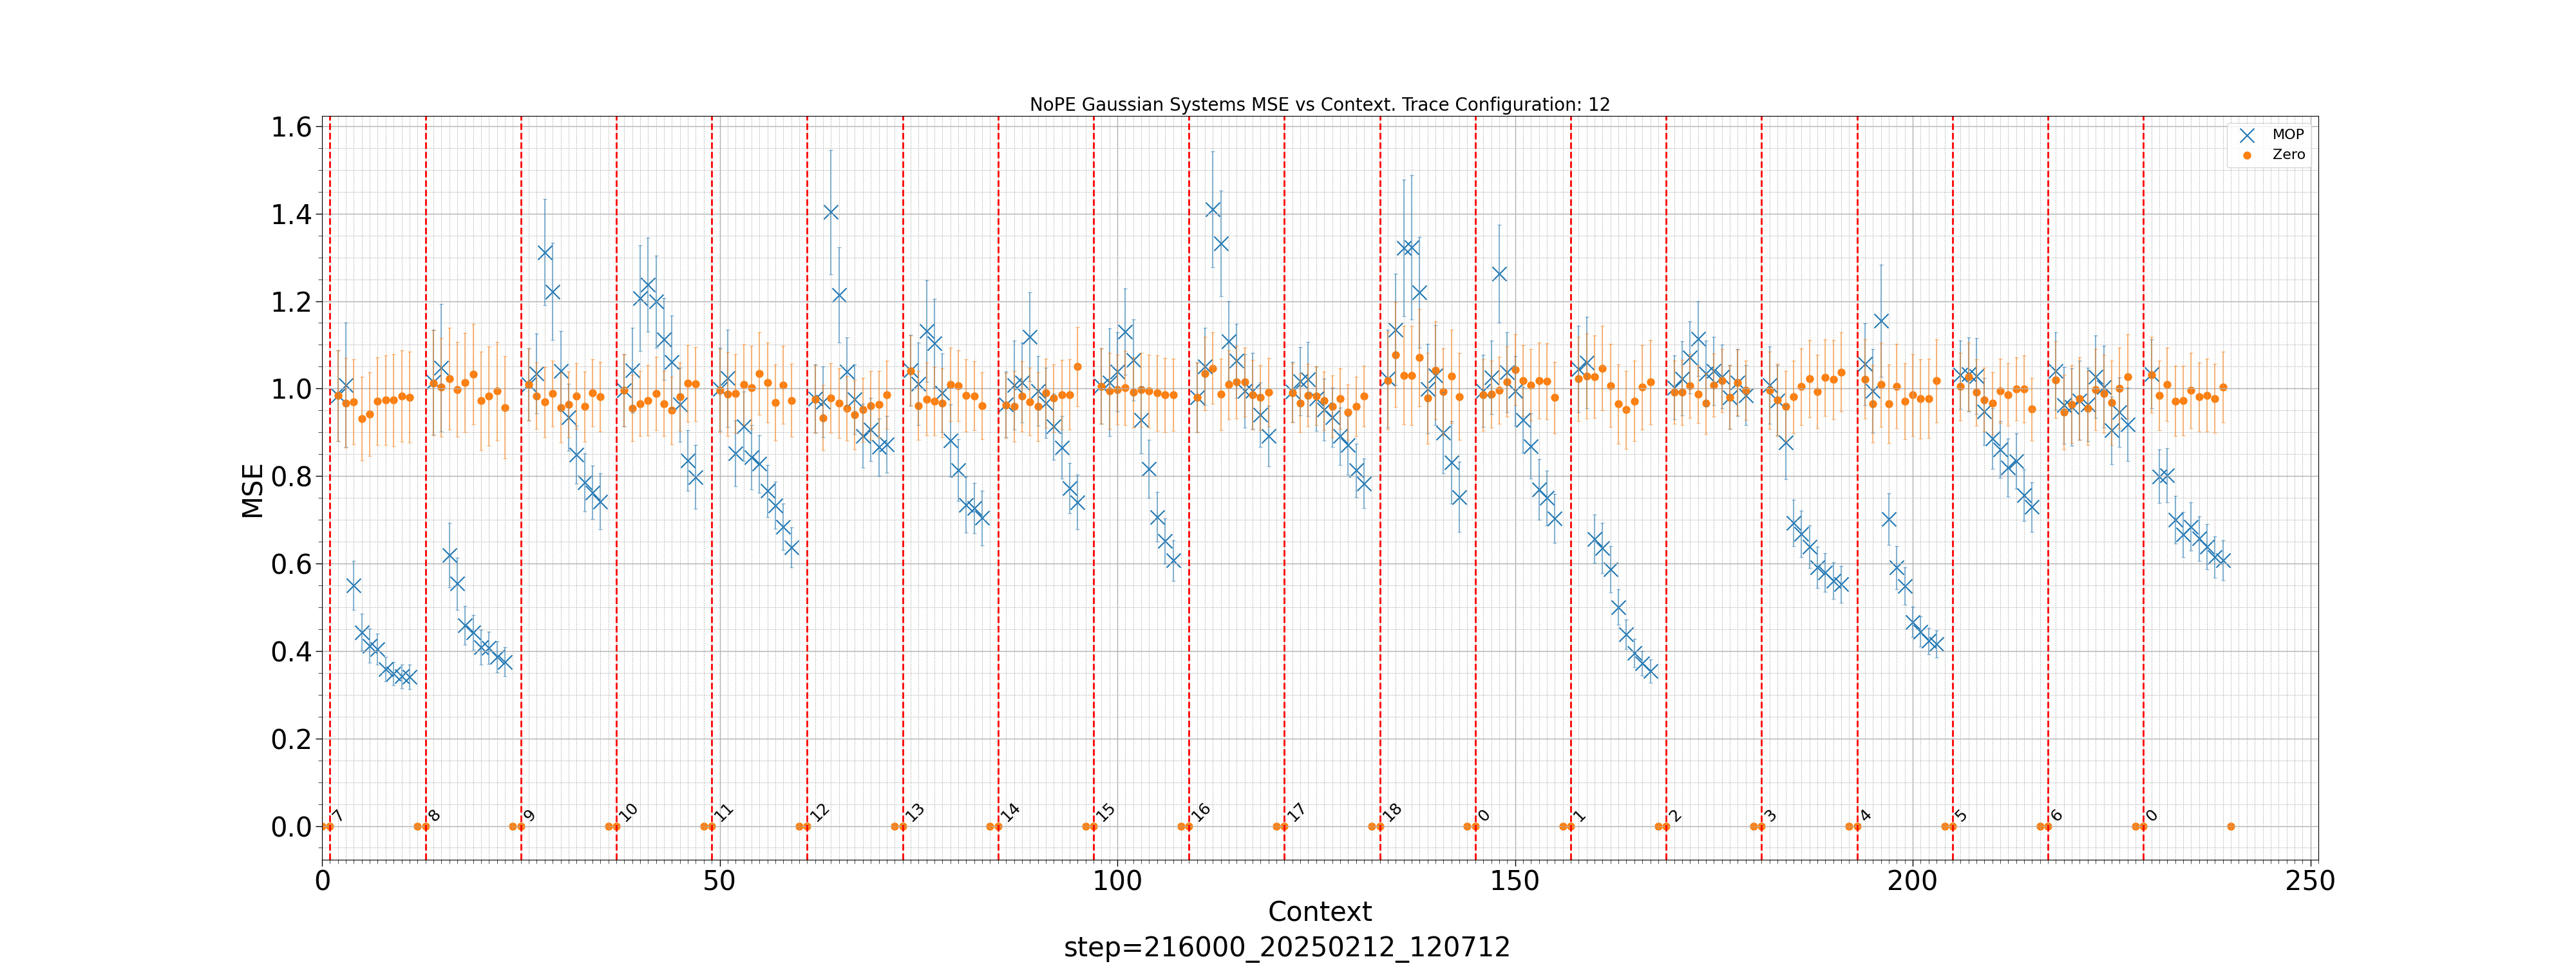 NoPE Gaussian Systems MSE vs Context. Trace Configuration: 12
MOP
Zero
1.6
1.4
1.2
1.0
0.8
0.6
0.4
0.2
0.0
MSE
7 8 9 10 11 12 13 14 15 16 17 18 0 1 2 3 4 5 6 0
0 50 100 150 200 250
Context
step=216000_20250212_120712